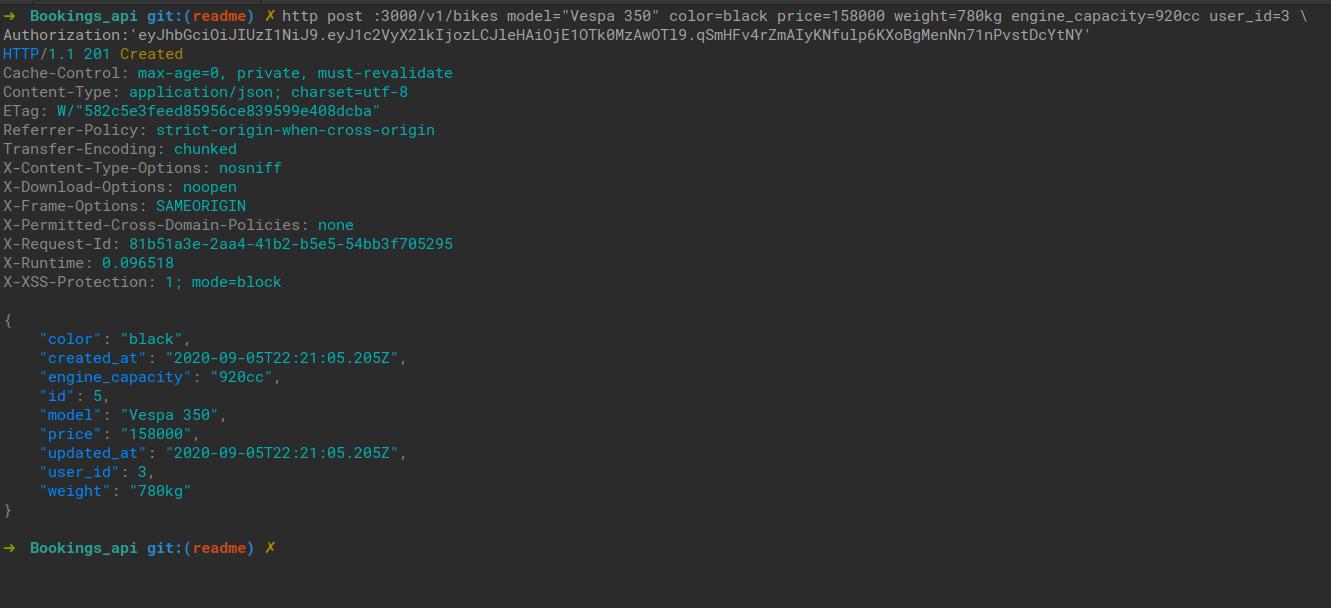 ➜ Bookings_api git:(readme) ✗ http post :3000/v1/bikes model="Vespa 350" color=black price=158000 weight=780kg engine_capacity=920cc user_id=3 \
Authorization:'eyJhbGciOiJIUzI1NiJ9.eyJ1c2VyX2lkIjozLCJleHAiOjE1OTk0MzAwOTl9.qSmHFv4rZmAIyKNfulp6KXoBgMenNn71nPvstDcYtNY'
HTTP/1.1 201 Created
Cache-Control: max-age=0, private, must-revalidate
Content-Type: application/json; charset=utf-8
ETag: W/"582c5e3feed85956ce839599e408dcba"
Referrer-Policy: strict-origin-when-cross-origin
Transfer-Encoding: chunked
X-Content-Type-Options: nosniff
X-Download-Options: noopen
X-Frame-Options: SAMEORIGIN
X-Permitted-Cross-Domain-Policies: none
X-Request-Id: 81b51a3e-2aa4-41b2-b5e5-54bb3f705295
X-Runtime: 0.096518
X-XSS-Protection: 1; mode=block
{
"color": "black",
"created_at": "2020-09-05T22:21:05.205Z",
"engine_capacity": "920cc",
"id": 5,
"model": "Vespa 350",
"price": "158000",
"updated_at": "2020-09-05T22:21:05.205Z",
"user_id": 3,
"weight": "780kg"
}
➜ Bookings_api git:(readme) ✗